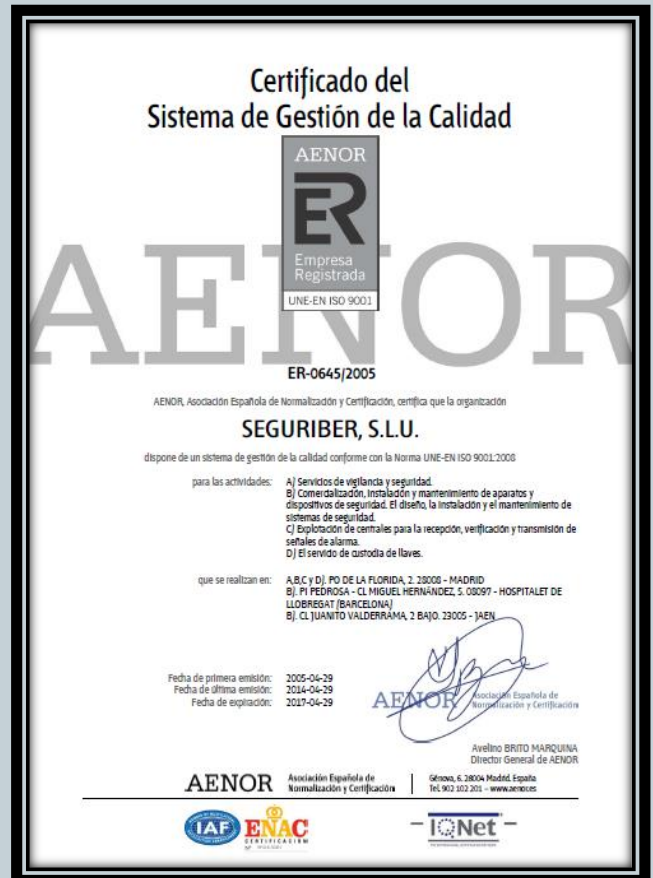 Certificado del
Sistema de Gestión de la Calidad
AENOR
ER
Empresa
Registrada
UNE-EN ISO 9001
AENOR
ER-0645/2005
AENOR, Asociación Española de Normalización y Certificación, certifica que la organización
SEGURIBER, S.L.U.
dispone de un sistema de gestión de la calidad conforme con la Norma UNE-EN ISO 9001:2008
para las actividades: A) Servicios de vigilancia y seguridad.
B) Comercialización, instalación y mantenimiento de aparatos y
dispositivos de seguridad. El diseño, la instalación y el mantenimiento de
sistemas de seguridad.
C) Explotación de centrales para la recepción, verificación y transmisión de
señales de alarma.
D) El servicio de custodia de llaves.
que se realizan en: A,B,C y D). PO DE LA FLORIDA, 2. 28008 - MADRID
B). PI PEDROSA - CL MIGUEL HERNÁNDEZ, 5. 08097 - HOSPITALET DE
LLOBREGAT (BARCELONA)
B). CL JUANITO VALDERRAMA, 2 BAJO. 23005 - JAEN
Fecha de primera emisión: 2005-04-29
Fecha de última emisión: 2014-04-29
Fecha de expiración: 2017-04-29
AENOR Asociación Española de
Normalización y Certificación
Avelino BRITO MARQUINA
Director General de AENOR
AENOR Asociación Española de
Normalización y Certificación
Génova, 6. 28004 Madrid. España
Tel. 902 102 201 – www.aenor.es
IAF
ENAC
CERTIFICACIÓN
IQNet